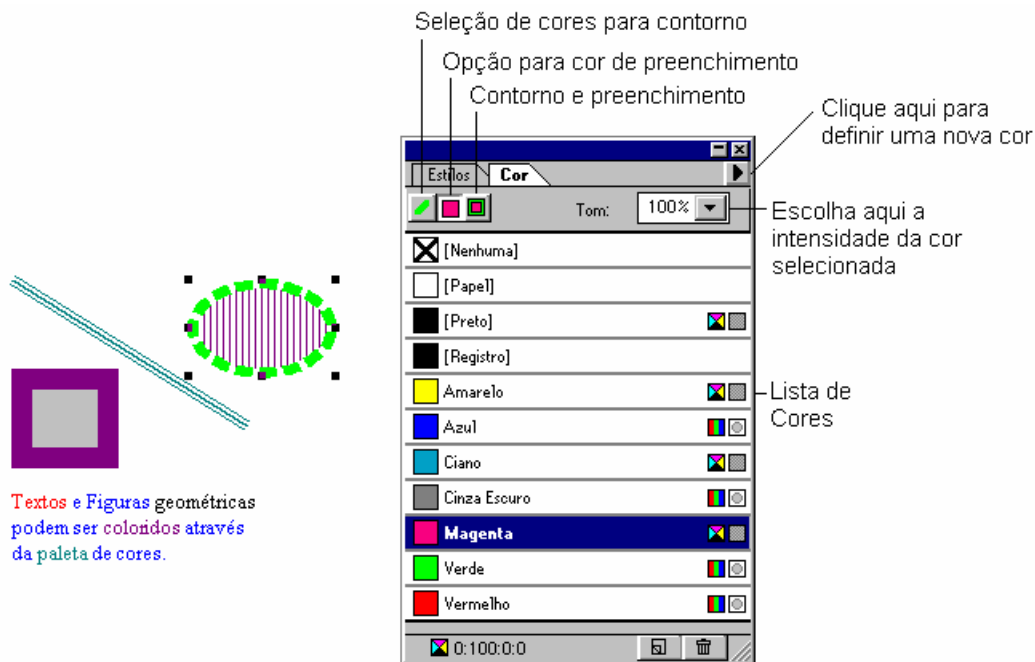 Seleção de cores para contorno
Opção para cor de preenchimento
Contorno e preenchimento
Clique aqui para
definir uma nova cor
Estilos Cor
Tom: 100%
Escolha aqui a
intensidade da cor
selecionada
[Nenhuma]
[Papel]
[Preto]
[Registro]
Amarelo
Lista de
Cores
Azul
Ciano
Cinza Escuro
Magenta
Verde
Vermelho
0:100:0:0
Textos e Figuras geométricas
podem ser coloridos através
da paleta de cores.